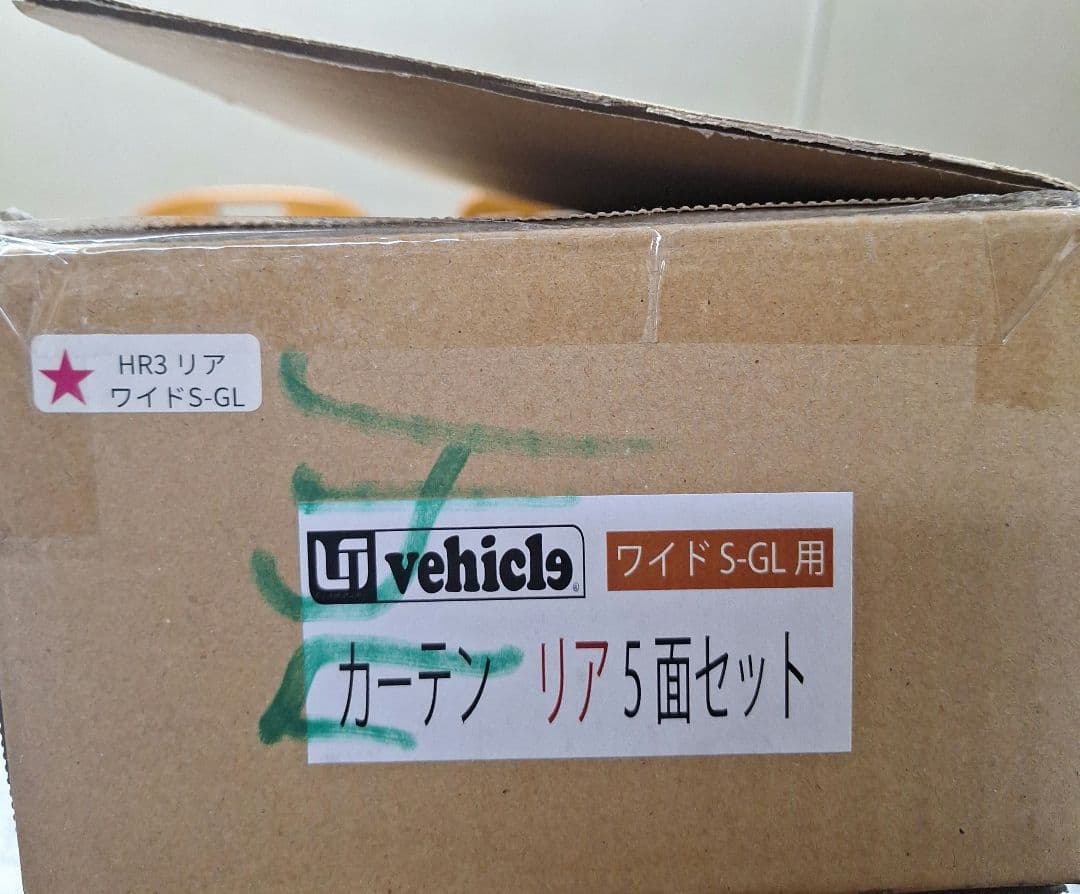 HR3 リア
ワイドS-GL
UI vehicle®
ワイド S-GL 用
カーテン リア5面セット